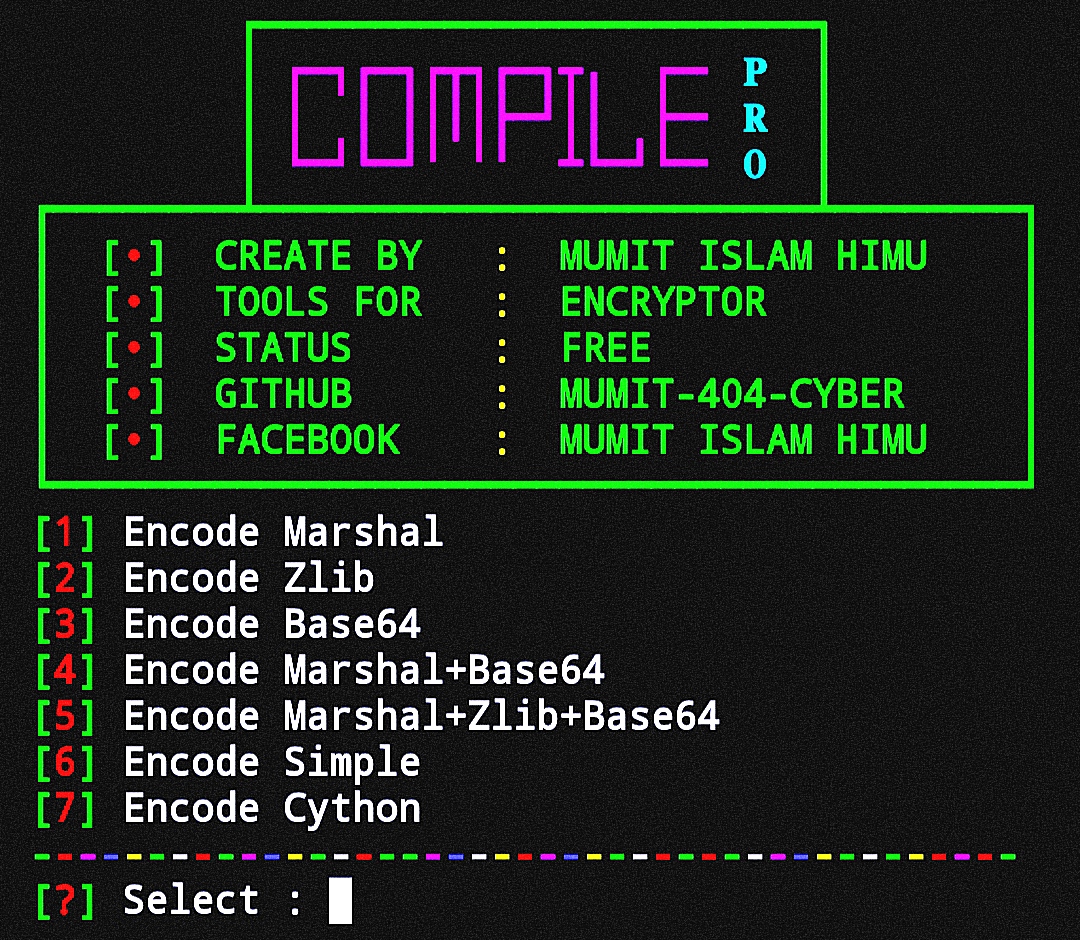 COMPILE PRO
[•] CREATE BY : MUMIT ISLAM HIMU
[•] TOOLS FOR : ENCRYPTOR
[•] STATUS : FREE
[•] GITHUB : MUMIT-404-CYBER
[•] FACEBOOK : MUMIT ISLAM HIMU
[1] Encode Marshal
[2] Encode Zlib
[3] Encode Base64
[4] Encode Marshal+Base64
[5] Encode Marshal+Zlib+Base64
[6] Encode Simple
[7] Encode Cython
[?] Select :